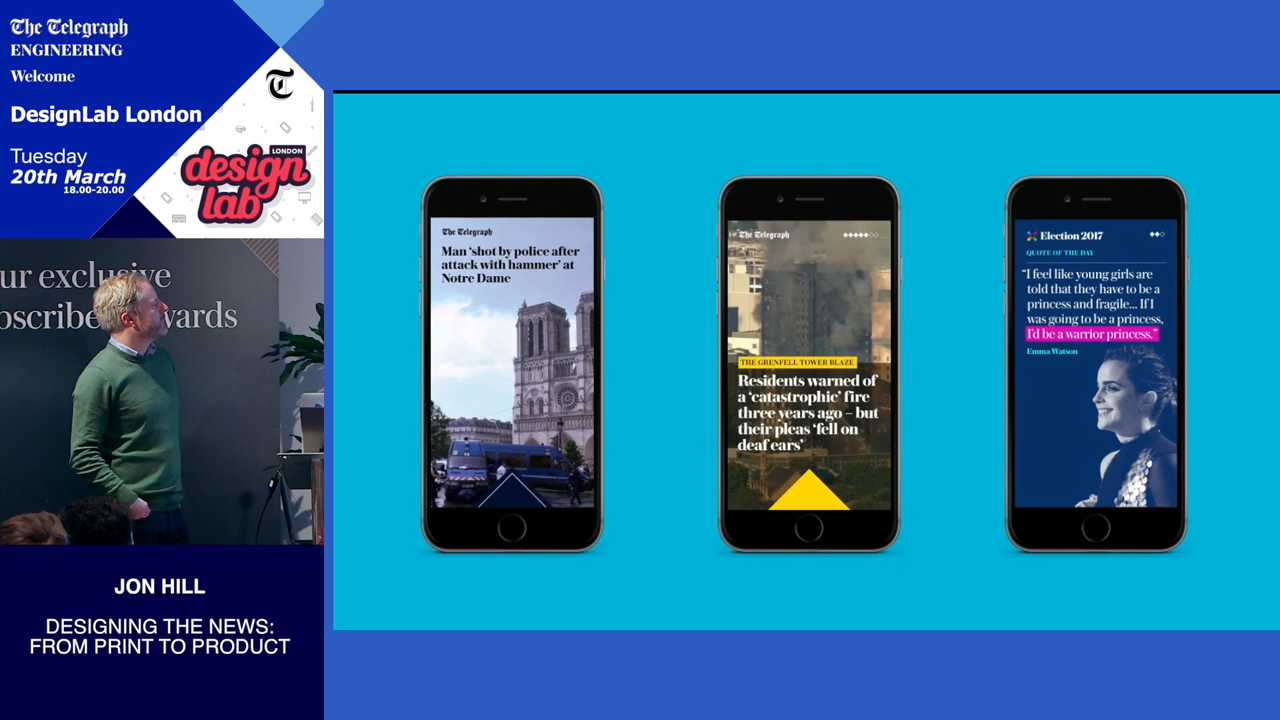 The Telegraph
ENGINEERING
Welcome
DesignLab London
Tuesday
20th March
18.00-20.00
T
LONDON
design
lab
ur exclusive
scribe wards
JON HILL
DESIGNING THE NEWS:
FROM PRINT TO PRODUCT
The Telegraph
Man ‘shot by police after
attack with hammer’ at
Notre Dame
The Telegraph
THE GRENFELL TOWER BLAZE
Residents warned of
a ‘catastrophic’ fire
three years ago – but
their pleas ‘fell on
deaf ears’
Election 2017
QUOTE OF THE DAY
“I feel like young girls are
told that they have to be a
princess and fragile... If I
was going to be a princess,
I’d be a warrior princess.”
Emma Watson